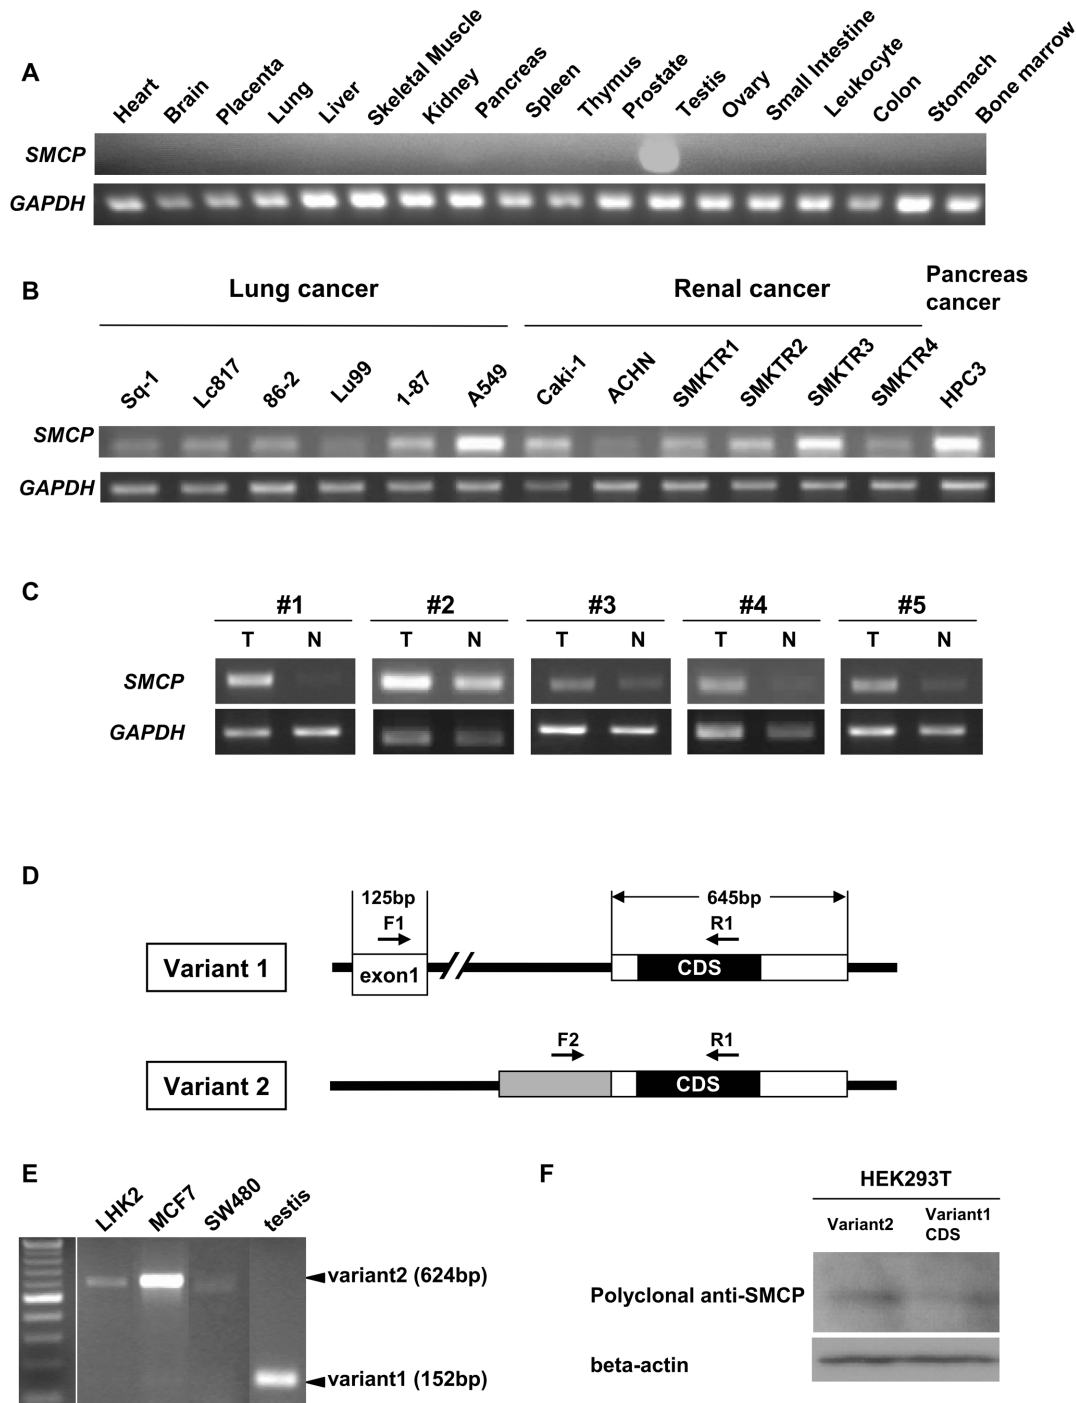 A
Heart Brain Placenta Lung Liver Skeletal Muscle Kidney Pancreas Spleen Thymus Prostate Testis Ovary Small Intestine Leukocyte Colon Stomach Bone marrow
SMCP
GAPDH
B
Lung cancer
Renal cancer
Pancreas
cancer
Sq-1 Lc817 86-2 Lu99 1-87 A549 Caki-1 ACHN SMKTR1 SMKTR2 SMKTR3 SMKTR4 HPC3
SMCP
GAPDH
C
#1 #2 #3 #4 #5
T N T N T N T N T N
SMCP
GAPDH
D
125bp
645bp
F1
R1
Variant 1
exon1
CDS
F2
R1
Variant 2
CDS
E
LHK2 MCF7 SW480 testis
variant2 (624bp)
variant1 (152bp)
F
HEK293T
Variant2
Variant1
CDS
Polyclonal anti-SMCP
beta-actin